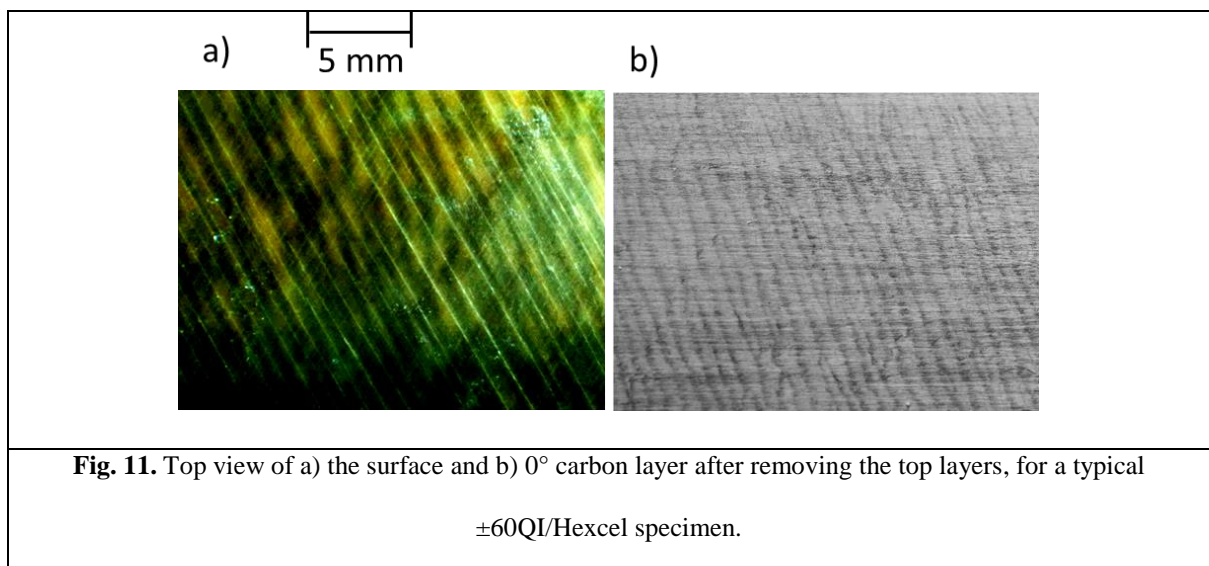 a)
5 mm
b)
Fig. 11. Top view of a) the surface and b) 0° carbon layer after removing the top layers, for a typical
±60QI/Hexcel specimen.